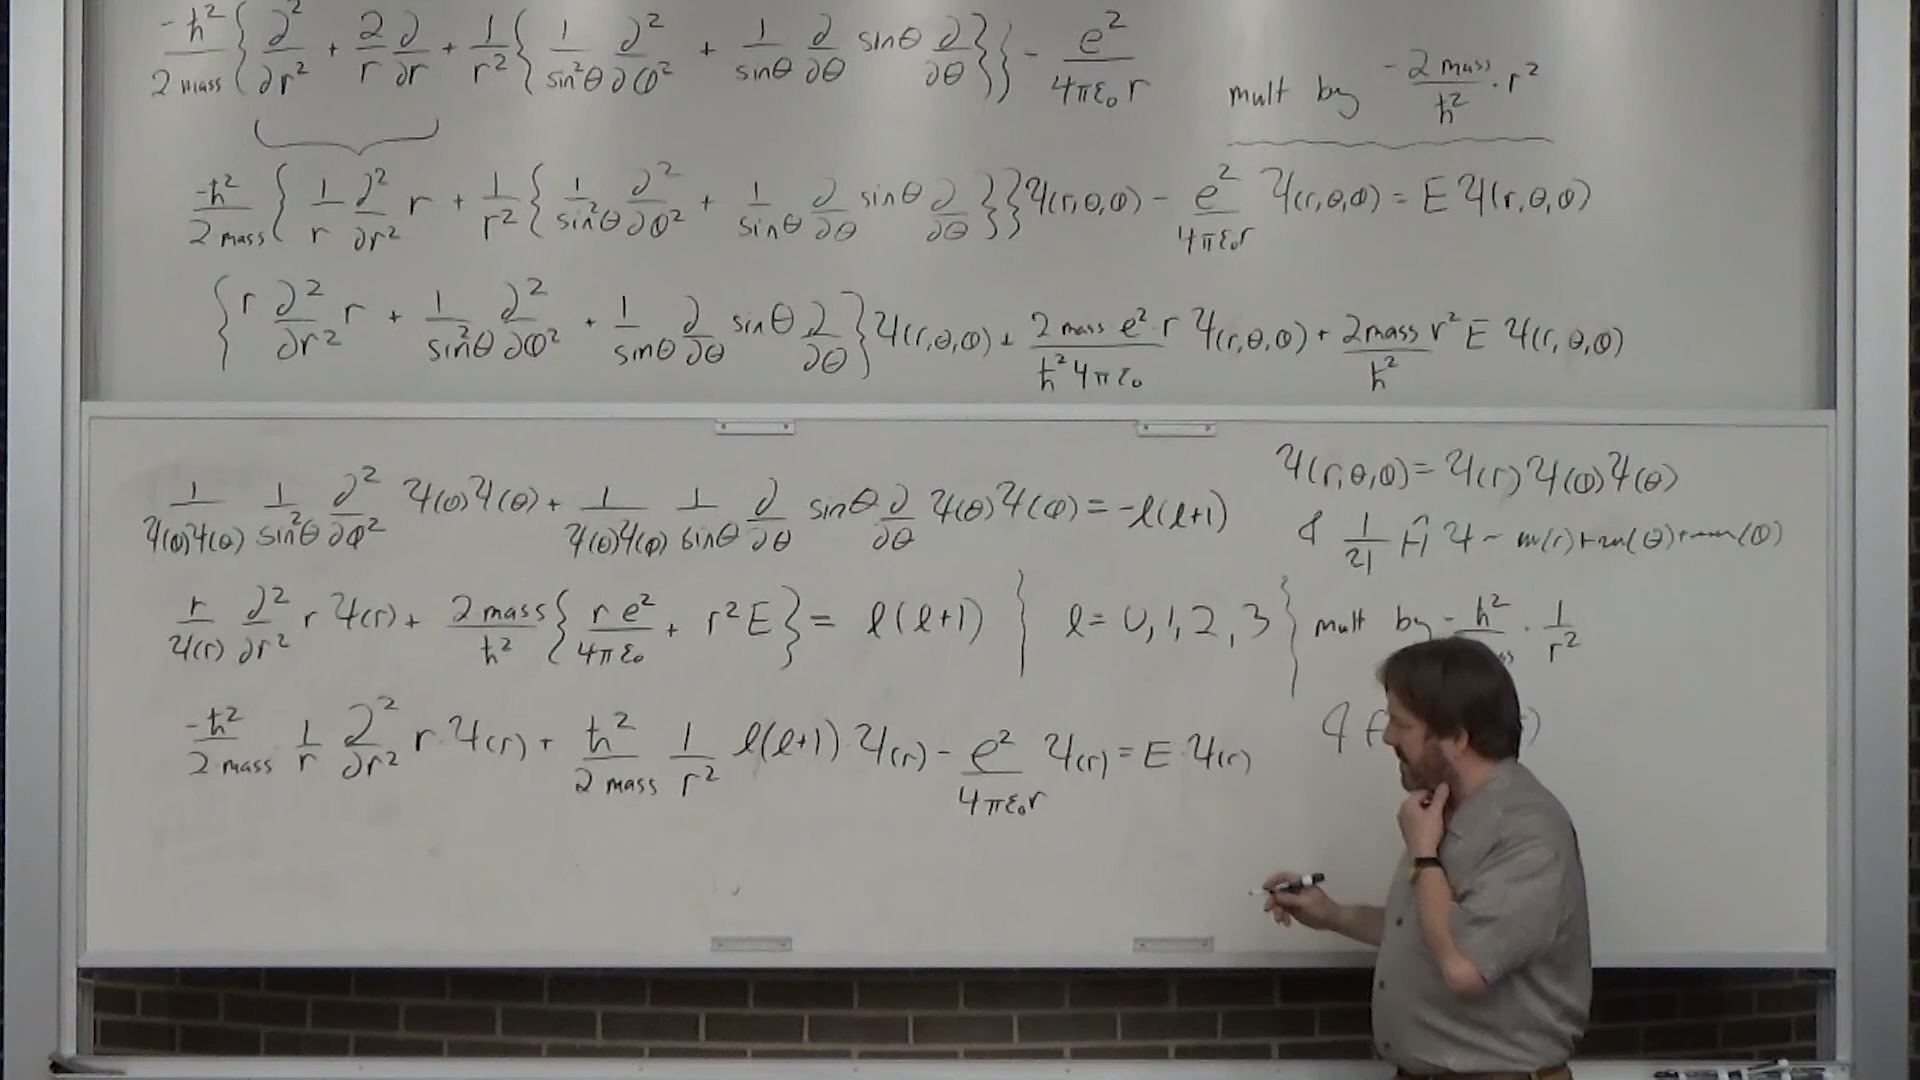 -ħ²/2 mass { ∂²/∂r² + 2/r ∂/∂r + 1/r² { 1/sin²θ ∂²/∂φ² + 1/sinθ ∂/∂θ sinθ ∂/∂θ }} - e²/4πε₀r
mult by -2 mass/ħ² · r²
-ħ²/2 mass { 1/r ∂²/∂r² r + 1/r² { 1/sin²θ ∂²/∂φ² + 1/sinθ ∂/∂θ sinθ ∂/∂θ }} Ψ(r,θ,φ) - e²/4πε₀r Ψ(r,θ,φ) = E Ψ(r,θ,φ)
{ r ∂²/∂r² r + 1/sin²θ ∂²/∂φ² + 1/sinθ ∂/∂θ sinθ ∂/∂θ } Ψ(r,θ,φ) + 2 mass e² r/ħ² 4πε₀ Ψ(r,θ,φ) + 2 mass r²/ħ² E Ψ(r,θ,φ)
Ψ(r,θ,φ) = Ψ(r) Ψ(φ) Ψ(θ)
1/Ψ(θ)Ψ(φ) 1/sin²θ ∂²/∂φ² Ψ(φ)Ψ(θ) + 1/Ψ(θ)Ψ(φ) 1/sinθ ∂/∂θ sinθ ∂/∂θ Ψ(θ)Ψ(φ) = -l(l+1)
& 1/Ψ Ĥ Ψ ~
r/Ψ(r) ∂²/∂r² r Ψ(r) + 2 mass/ħ² { r e²/4πε₀ + r² E } = l(l+1) } l = 0, 1, 2, 3 } mult by - ħ² · 1/r²
-ħ²/2 mass 1/r ∂²/∂r² r · Ψ(r) + ħ²/2 mass 1/r² l(l+1) · Ψ(r) - e²/4πε₀r Ψ(r) = E · Ψ(r)